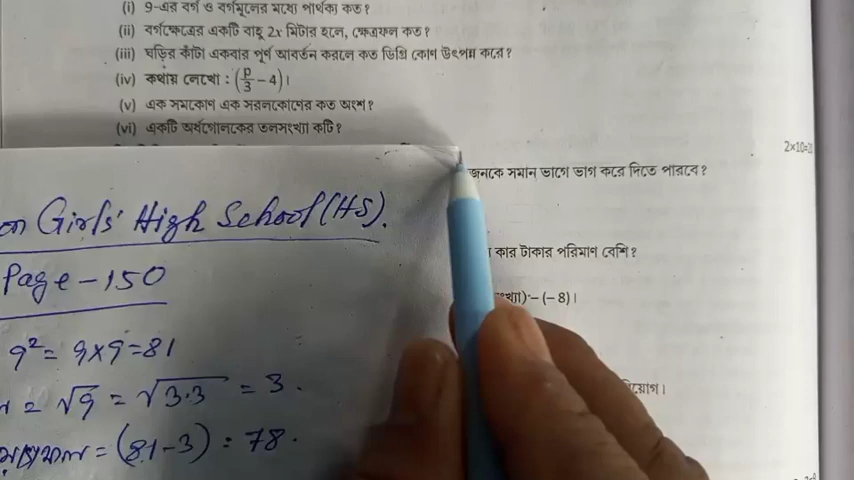 (i) 9-এর বর্গ ও বর্গমূলের মধ্যে পার্থক্য কত?
(ii) বর্গক্ষেত্রের একটি বাহু 2x মিটার হলে, ক্ষেত্রফল কত?
(iii) ঘড়ির কাঁটা একবার পূর্ণ আবর্তন করলে কত ডিগ্রি কোণ উৎপন্ন করে?
(iv) কথায় লেখো : (p/3 − 4)।
(v) এক সমকোণ এক সরলকোণের কত অংশ?
(vi) একটি অর্ধগোলকের তলসংখ্যা কটি?
2×10=
জনকে সমান ভাগে ভাগ করে দিতে পারবে?
Girls' High School (HS).
কার টাকার পরিমাণ বেশি?
Page - 150
- (- 8)।
9² = 9×9 = 81
= √9 = √3.3 = 3.
= (81 - 3) = 78.